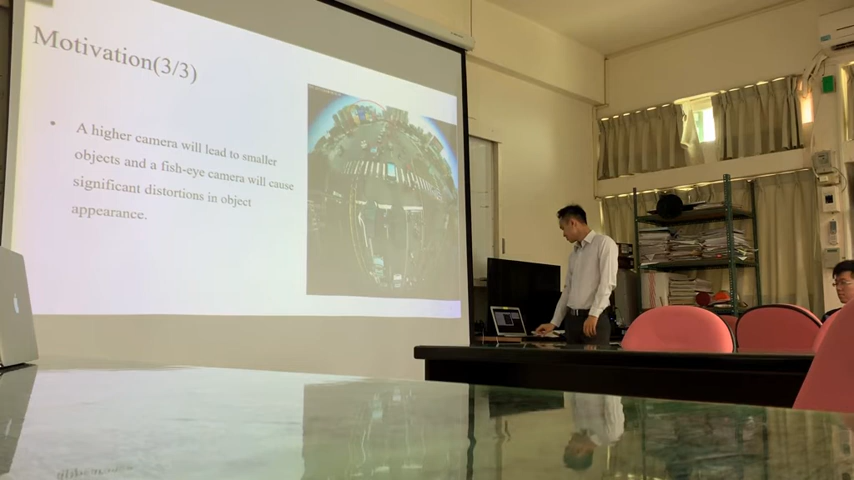 Motivation(3/3)
• A higher camera will lead to smaller
objects and a fish-eye camera will cause
significant distortions in object
appearance.